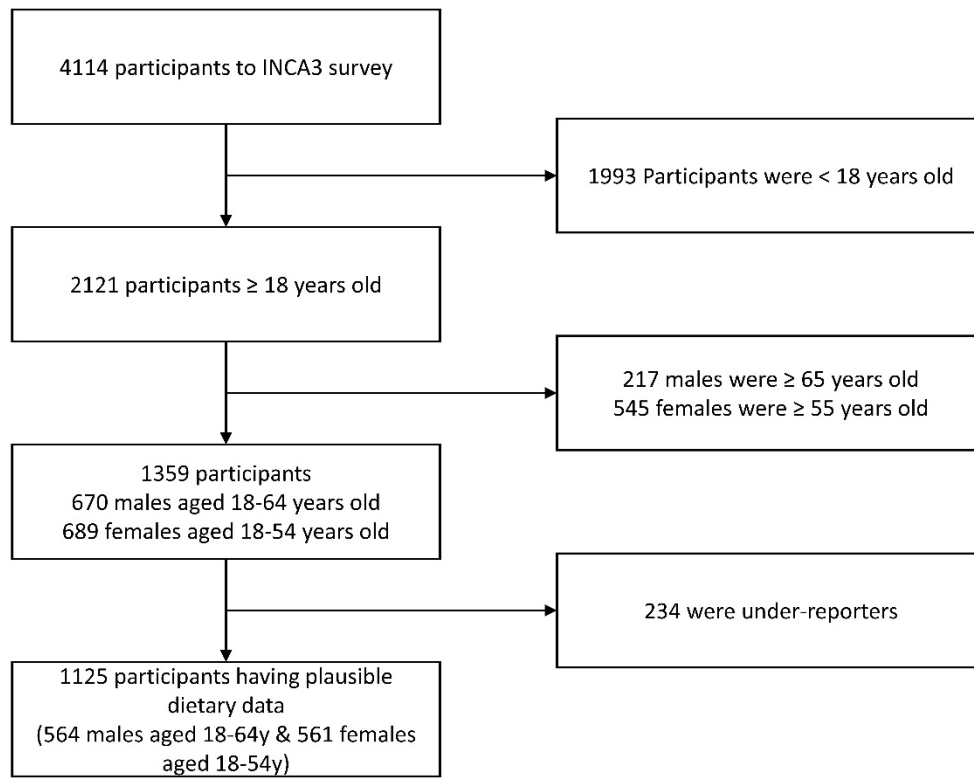 4114 participants to INCA3 survey
1993 Participants were < 18 years old
2121 participants ≥ 18 years old
217 males were ≥ 65 years old
545 females were ≥ 55 years old
1359 participants
670 males aged 18-64 years old
689 females aged 18-54 years old
234 were under-reporters
1125 participants having plausible
dietary data
(564 males aged 18-64y & 561 females
aged 18-54y)